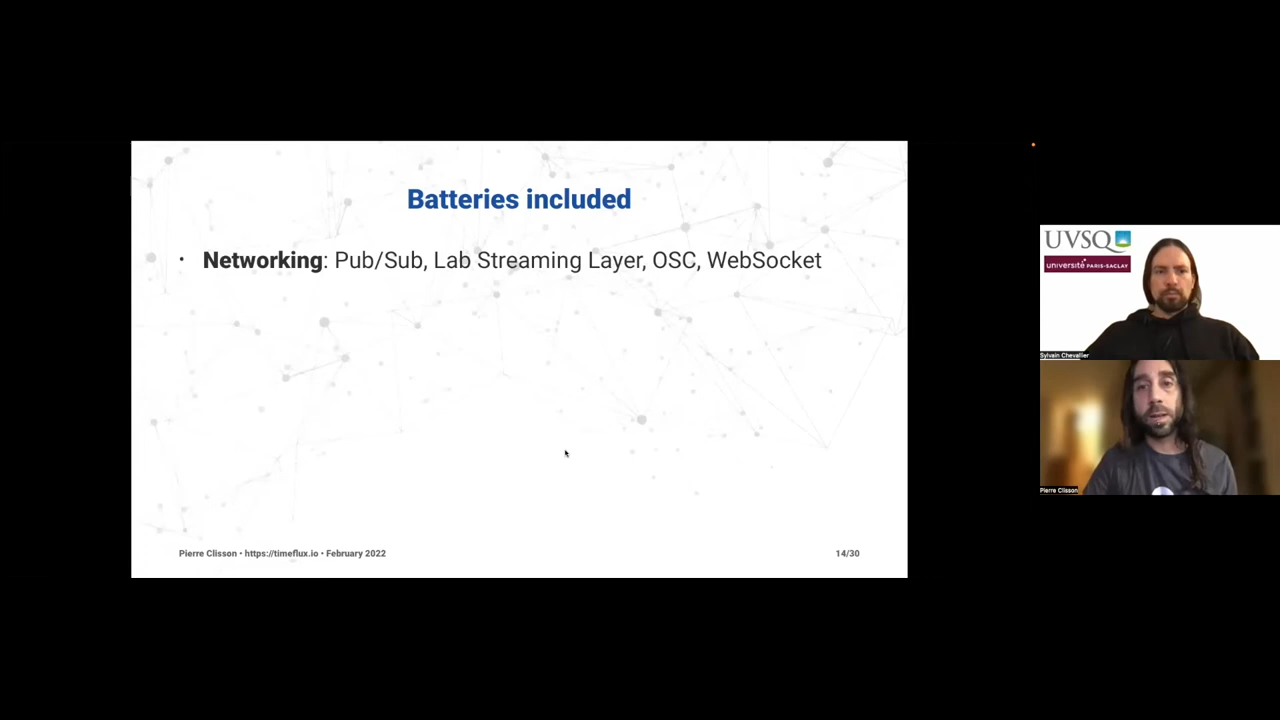 Batteries included
• Networking: Pub/Sub, Lab Streaming Layer, OSC, WebSocket
Pierre Clisson • https://timeflux.io • February 2022
14/30
UVSQ
université PARIS-SACLAY
Sylvain Chevallier
Pierre Clisson